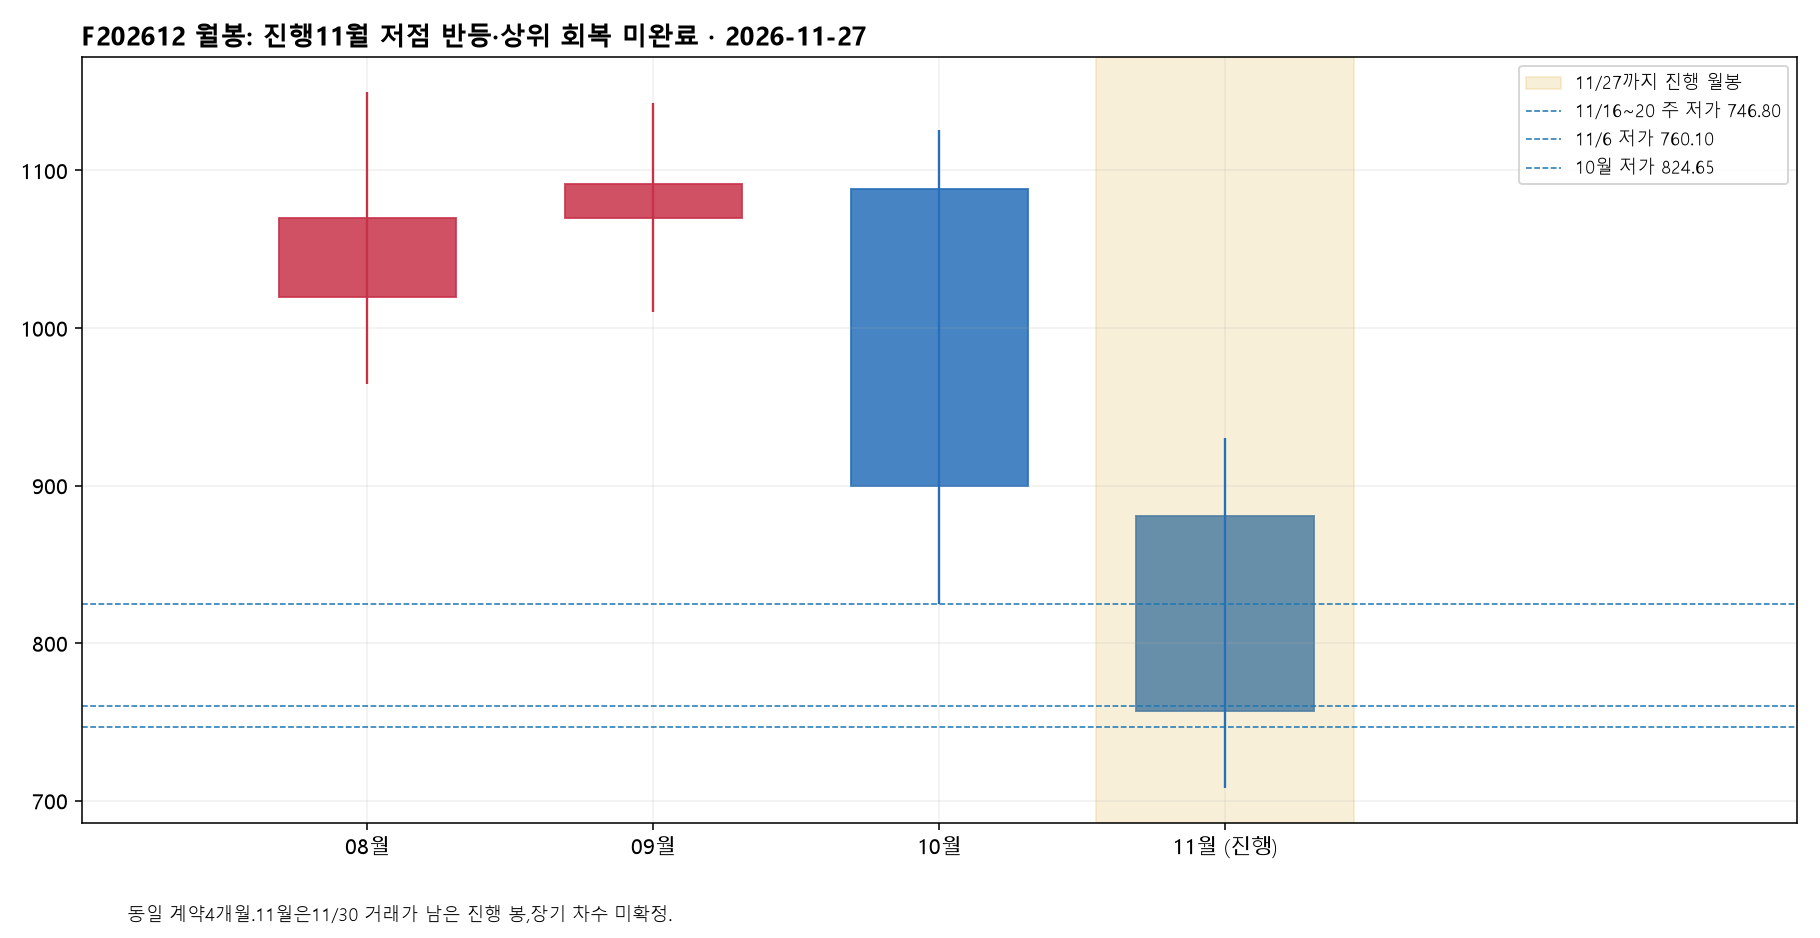 F202612 월봉: 진행11월 저점 반등·상위 회복 미완료 · 2026-11-27
11/27까지 진행 월봉
11/16~20 주 저가 746.80
11/6 저가 760.10
10월 저가 824.65
1100
1000
900
800
700
08월
09월
10월
11월 (진행)
동일 계약4개월.11월은11/30 거래가 남은 진행 봉,장기 차수 미확정.